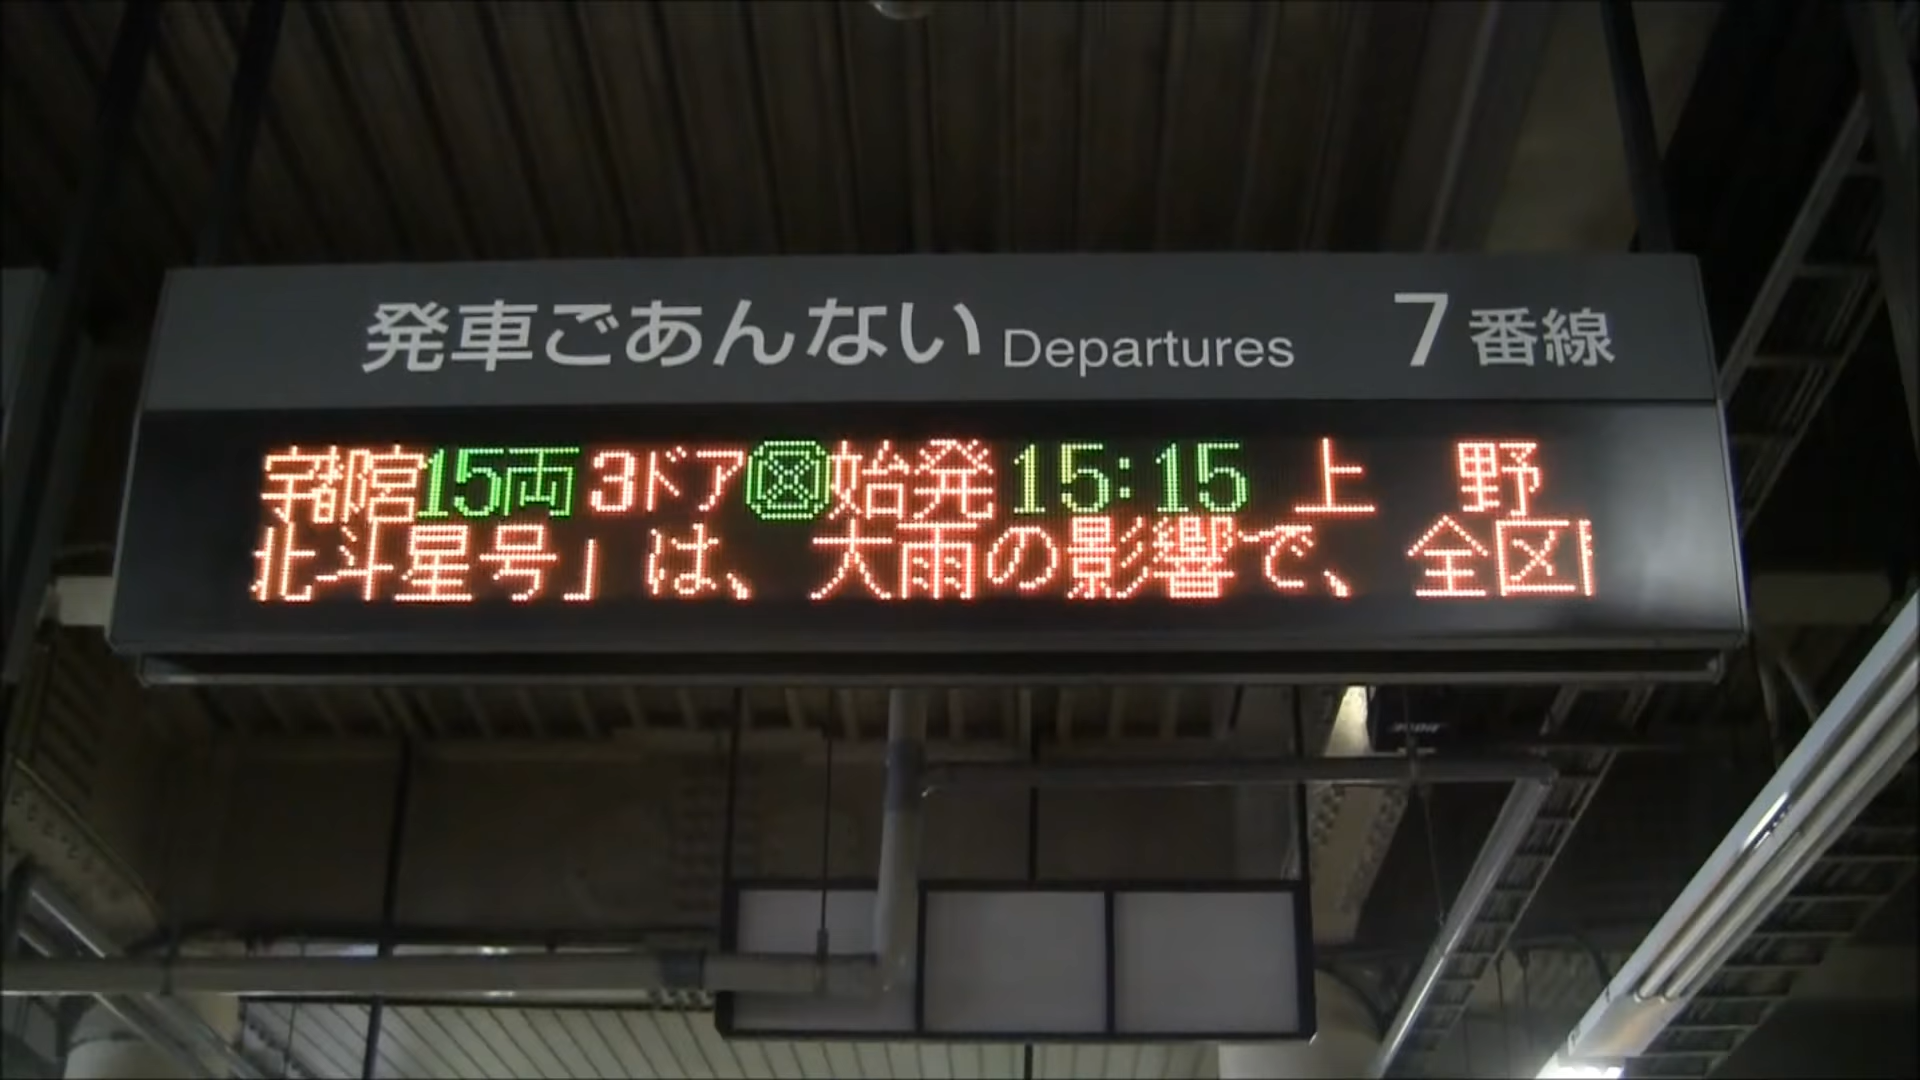 発車ごあんない Departures 7番線
宇都宮15両 3ドア 始発 15:15 上 野
北斗星号」は、大雨の影響で、全区